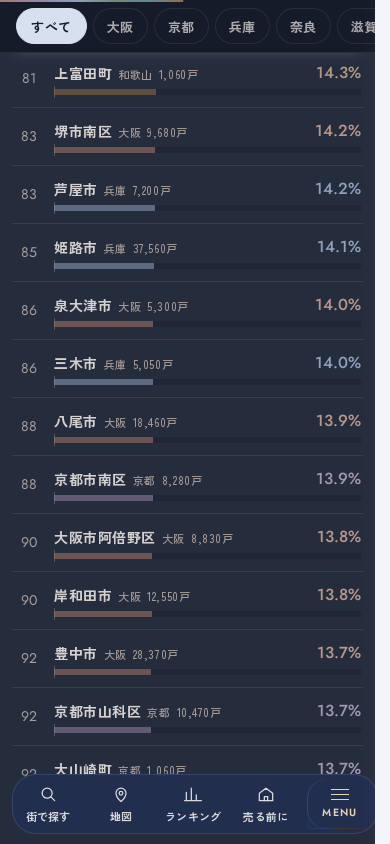 すべて 大阪 京都 兵庫 奈良 滋賀
81 上富田町 和歌山 1,060戸 14.3%
83 堺市南区 大阪 9,680戸 14.2%
83 芦屋市 兵庫 7,200戸 14.2%
85 姫路市 兵庫 37,560戸 14.1%
86 泉大津市 大阪 5,300戸 14.0%
86 三木市 兵庫 5,050戸 14.0%
88 八尾市 大阪 18,460戸 13.9%
88 京都市南区 京都 8,280戸 13.9%
90 大阪市阿倍野区 大阪 8,830戸 13.8%
90 岸和田市 大阪 12,550戸 13.8%
92 豊中市 大阪 28,370戸 13.7%
92 京都市山科区 京都 10,470戸 13.7%
92 大山崎町 京都 1,060戸 13.7%
街で探す 地図 ランキング 売る前に MENU